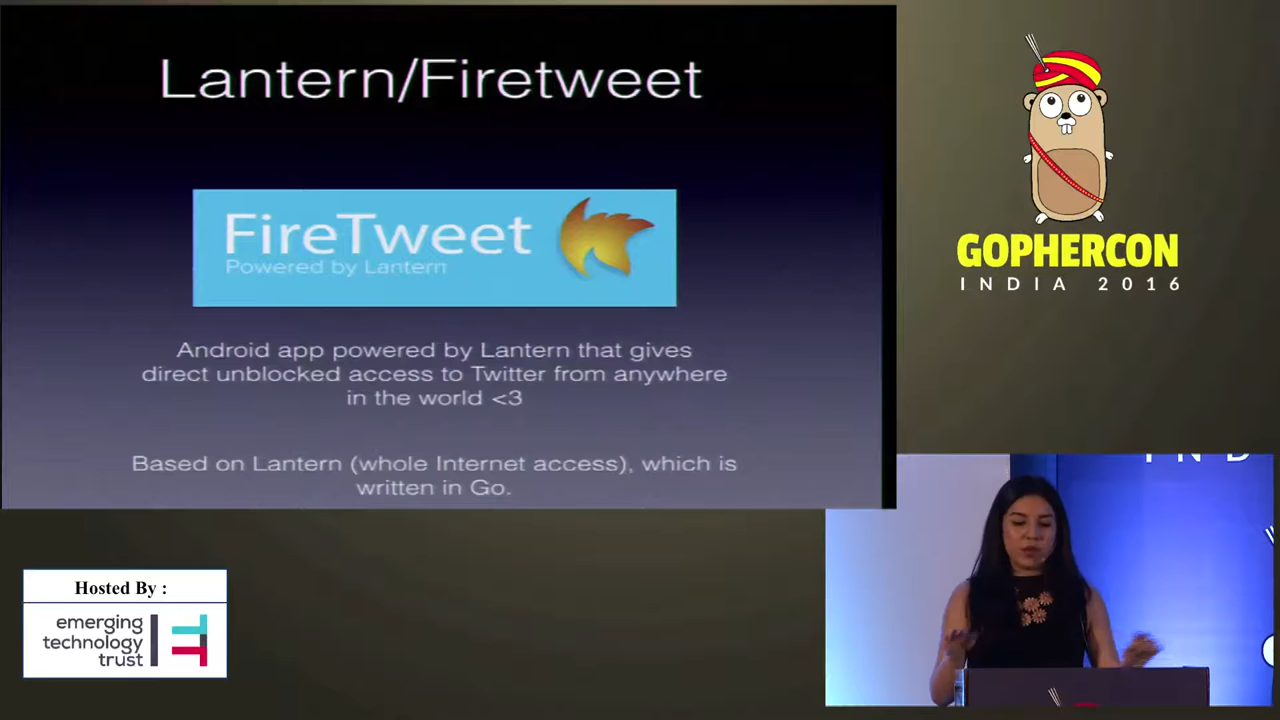 Lantern/Firetweet
FireTweet
Powered by Lantern
Android app powered by Lantern that gives
direct unblocked access to Twitter from anywhere
in the world <3
Based on Lantern (whole Internet access), which is
written in Go.
GOPHERCON
INDIA 2016
Hosted By :
emerging
technology
trust